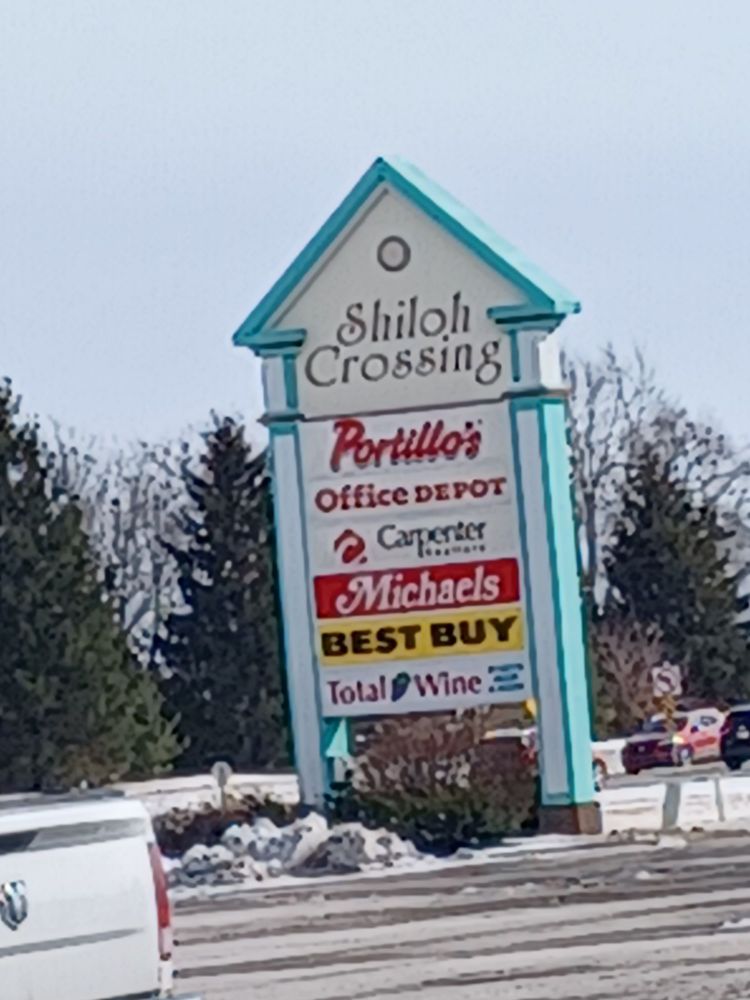 Shiloh
Crossing
Portillo's
Office DEPOT
Carpenter
Michaels
BEST BUY
Total Wine